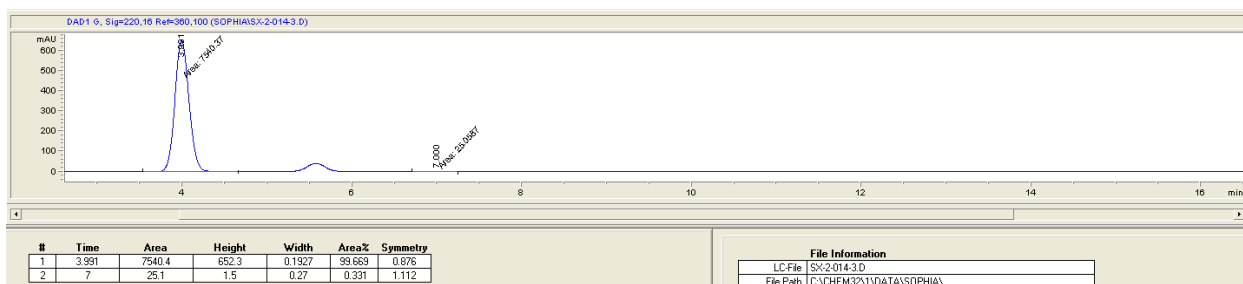 DAD1 G, Sig=220,16 Ref=360,100 (SOPHIA\SX-2-014-3.D)
mAU
600
500
400
300
200
100
0
3.991
Area: 7540.37
7.000
Area: 25.0587
4 6 8 10 12 14 16 min
# Time Area Height Width Area% Symmetry
1 3.991 7540.4 652.3 0.1927 99.669 0.876
2 7 25.1 1.5 0.27 0.331 1.112
File Information
LC-File SX-2-014-3.D
File Path C:\CHEM32\1\DATA\SOPHIA\